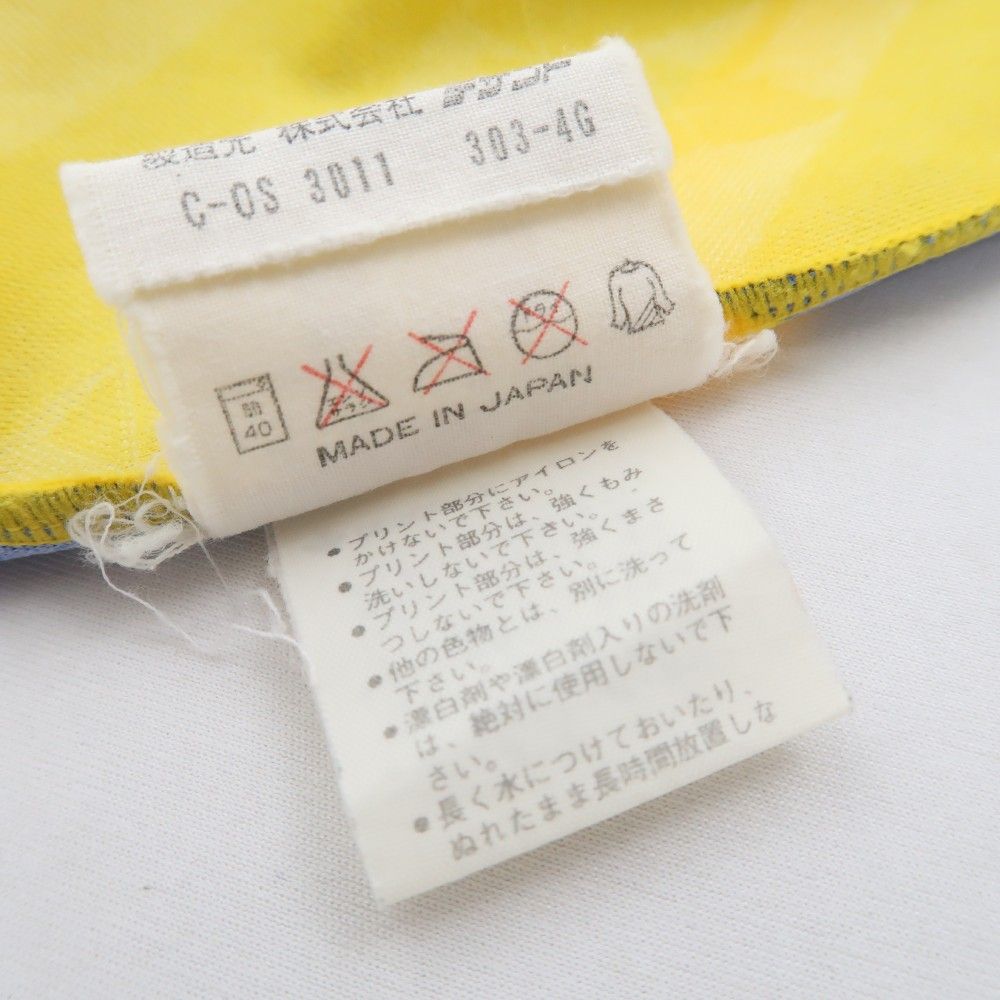 株式会社 デサント
C-OS 3011 303-4G
弱
40
MADE IN JAPAN
●プリント部分にアイロンを
かけないで下さい。
●プリント部分は、強くもみ
洗いしないで下さい。
●プリント部分は、強くまさ
つしないで下さい。
●他の色物とは、別に洗って
下さい。
●漂白剤や漂白剤入りの洗剤
は、絶対に使用しないで下
さい。
●長く水につけておいたり、
ぬれたまま長時間放置しな